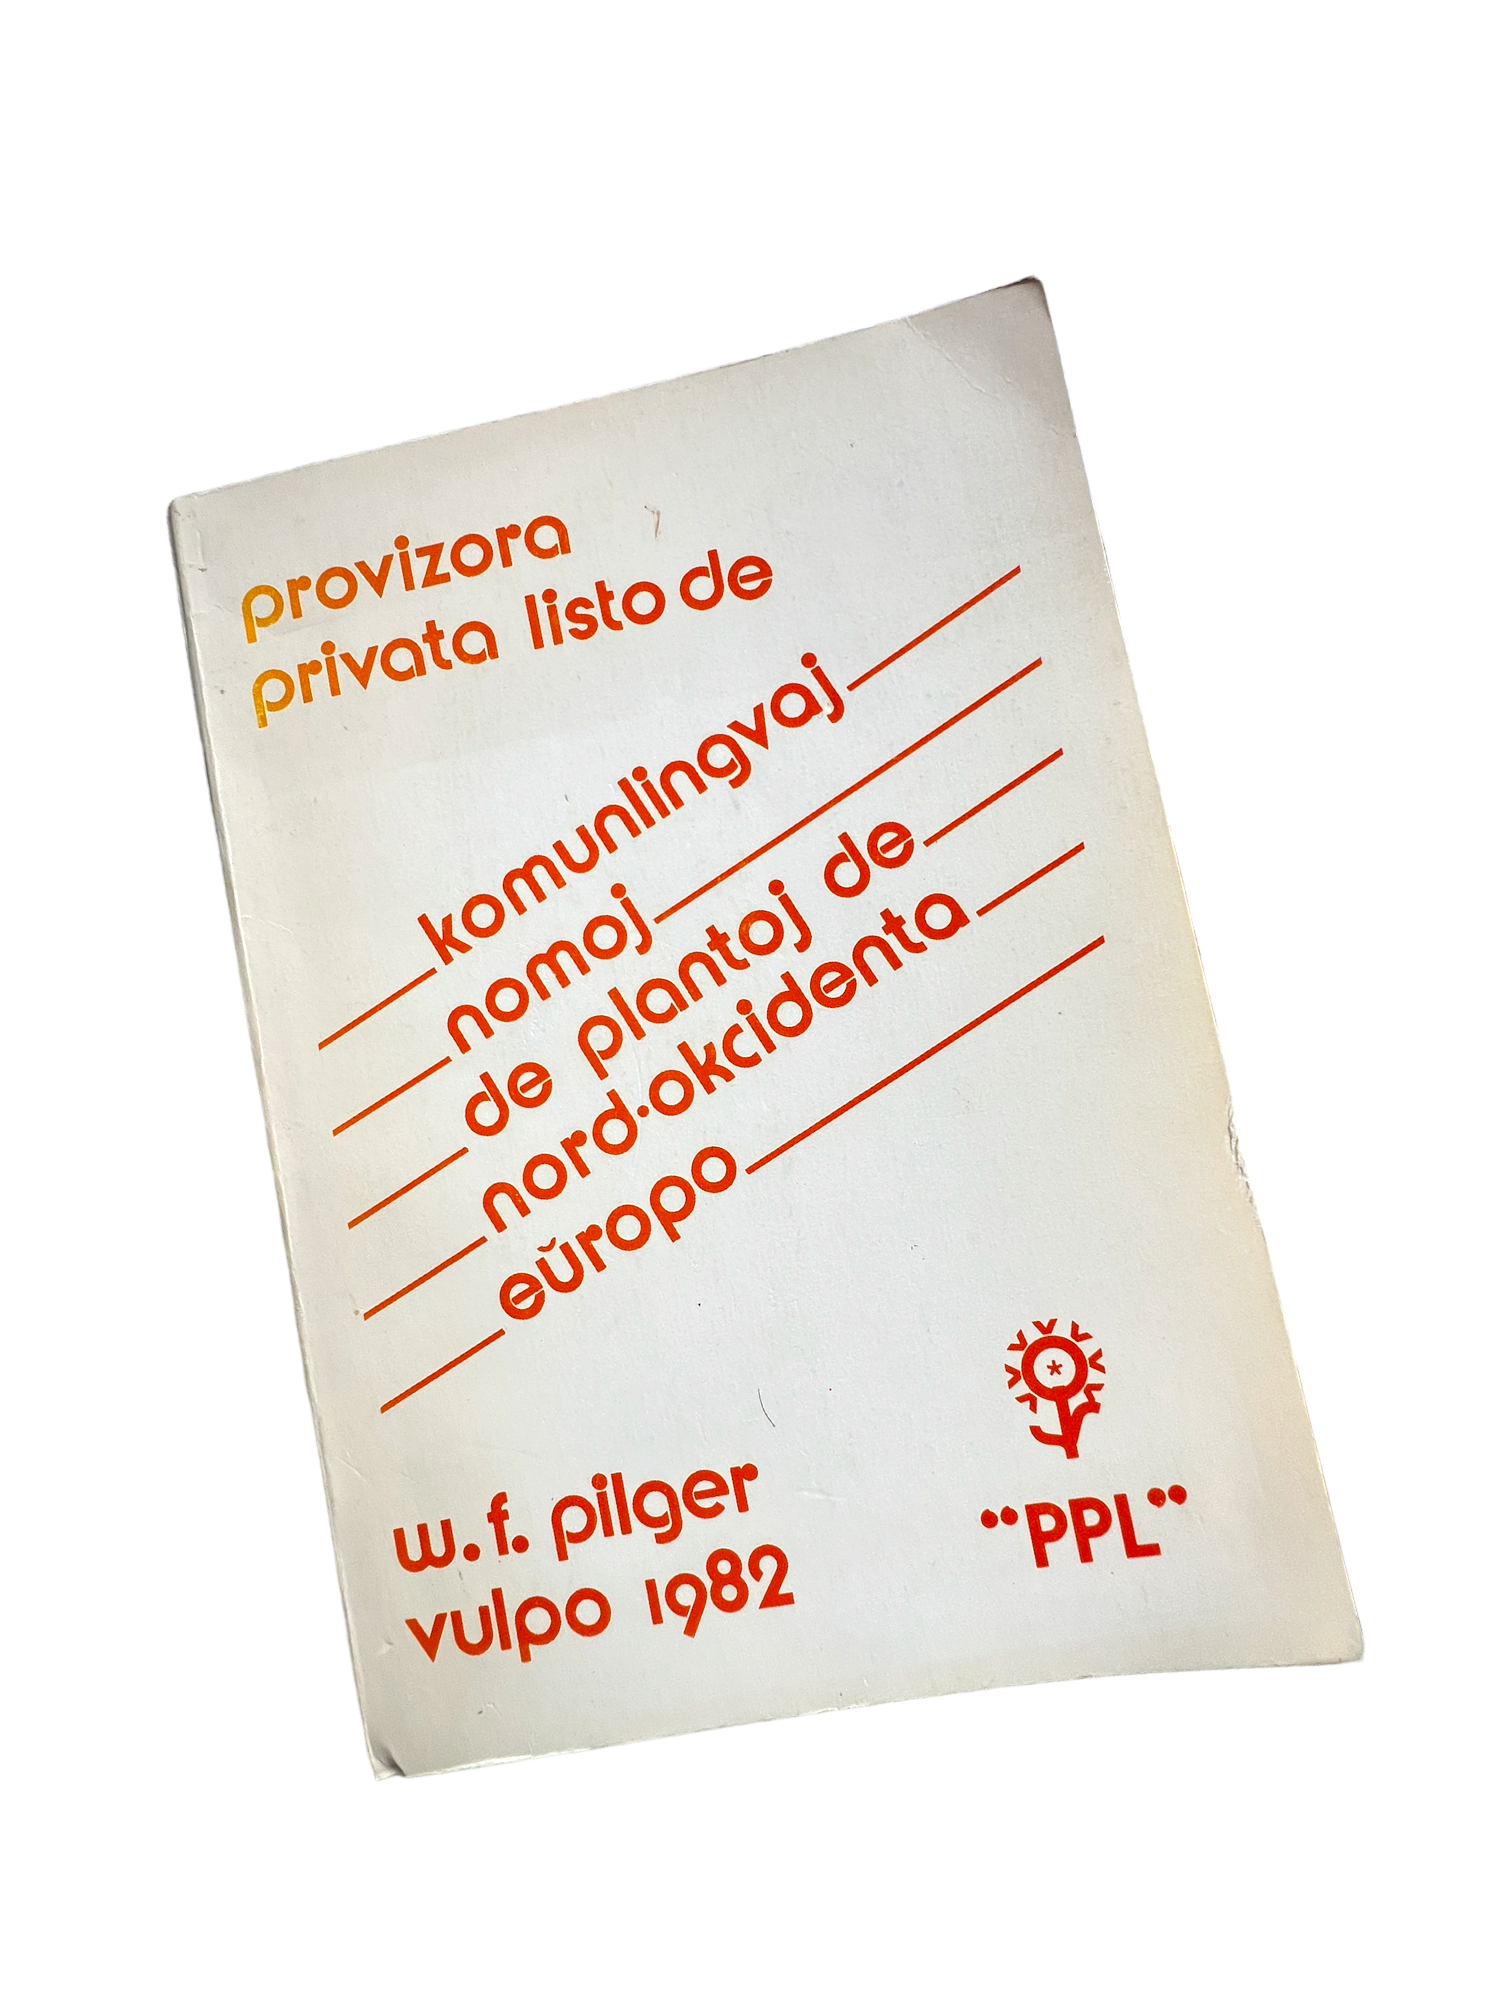 provizora
privata listo de
komunlingvaj
nomoj
de plantoj de
nord-okcidenta
eŭropo
w.f. pilger
vulpo 1982
“PPL”